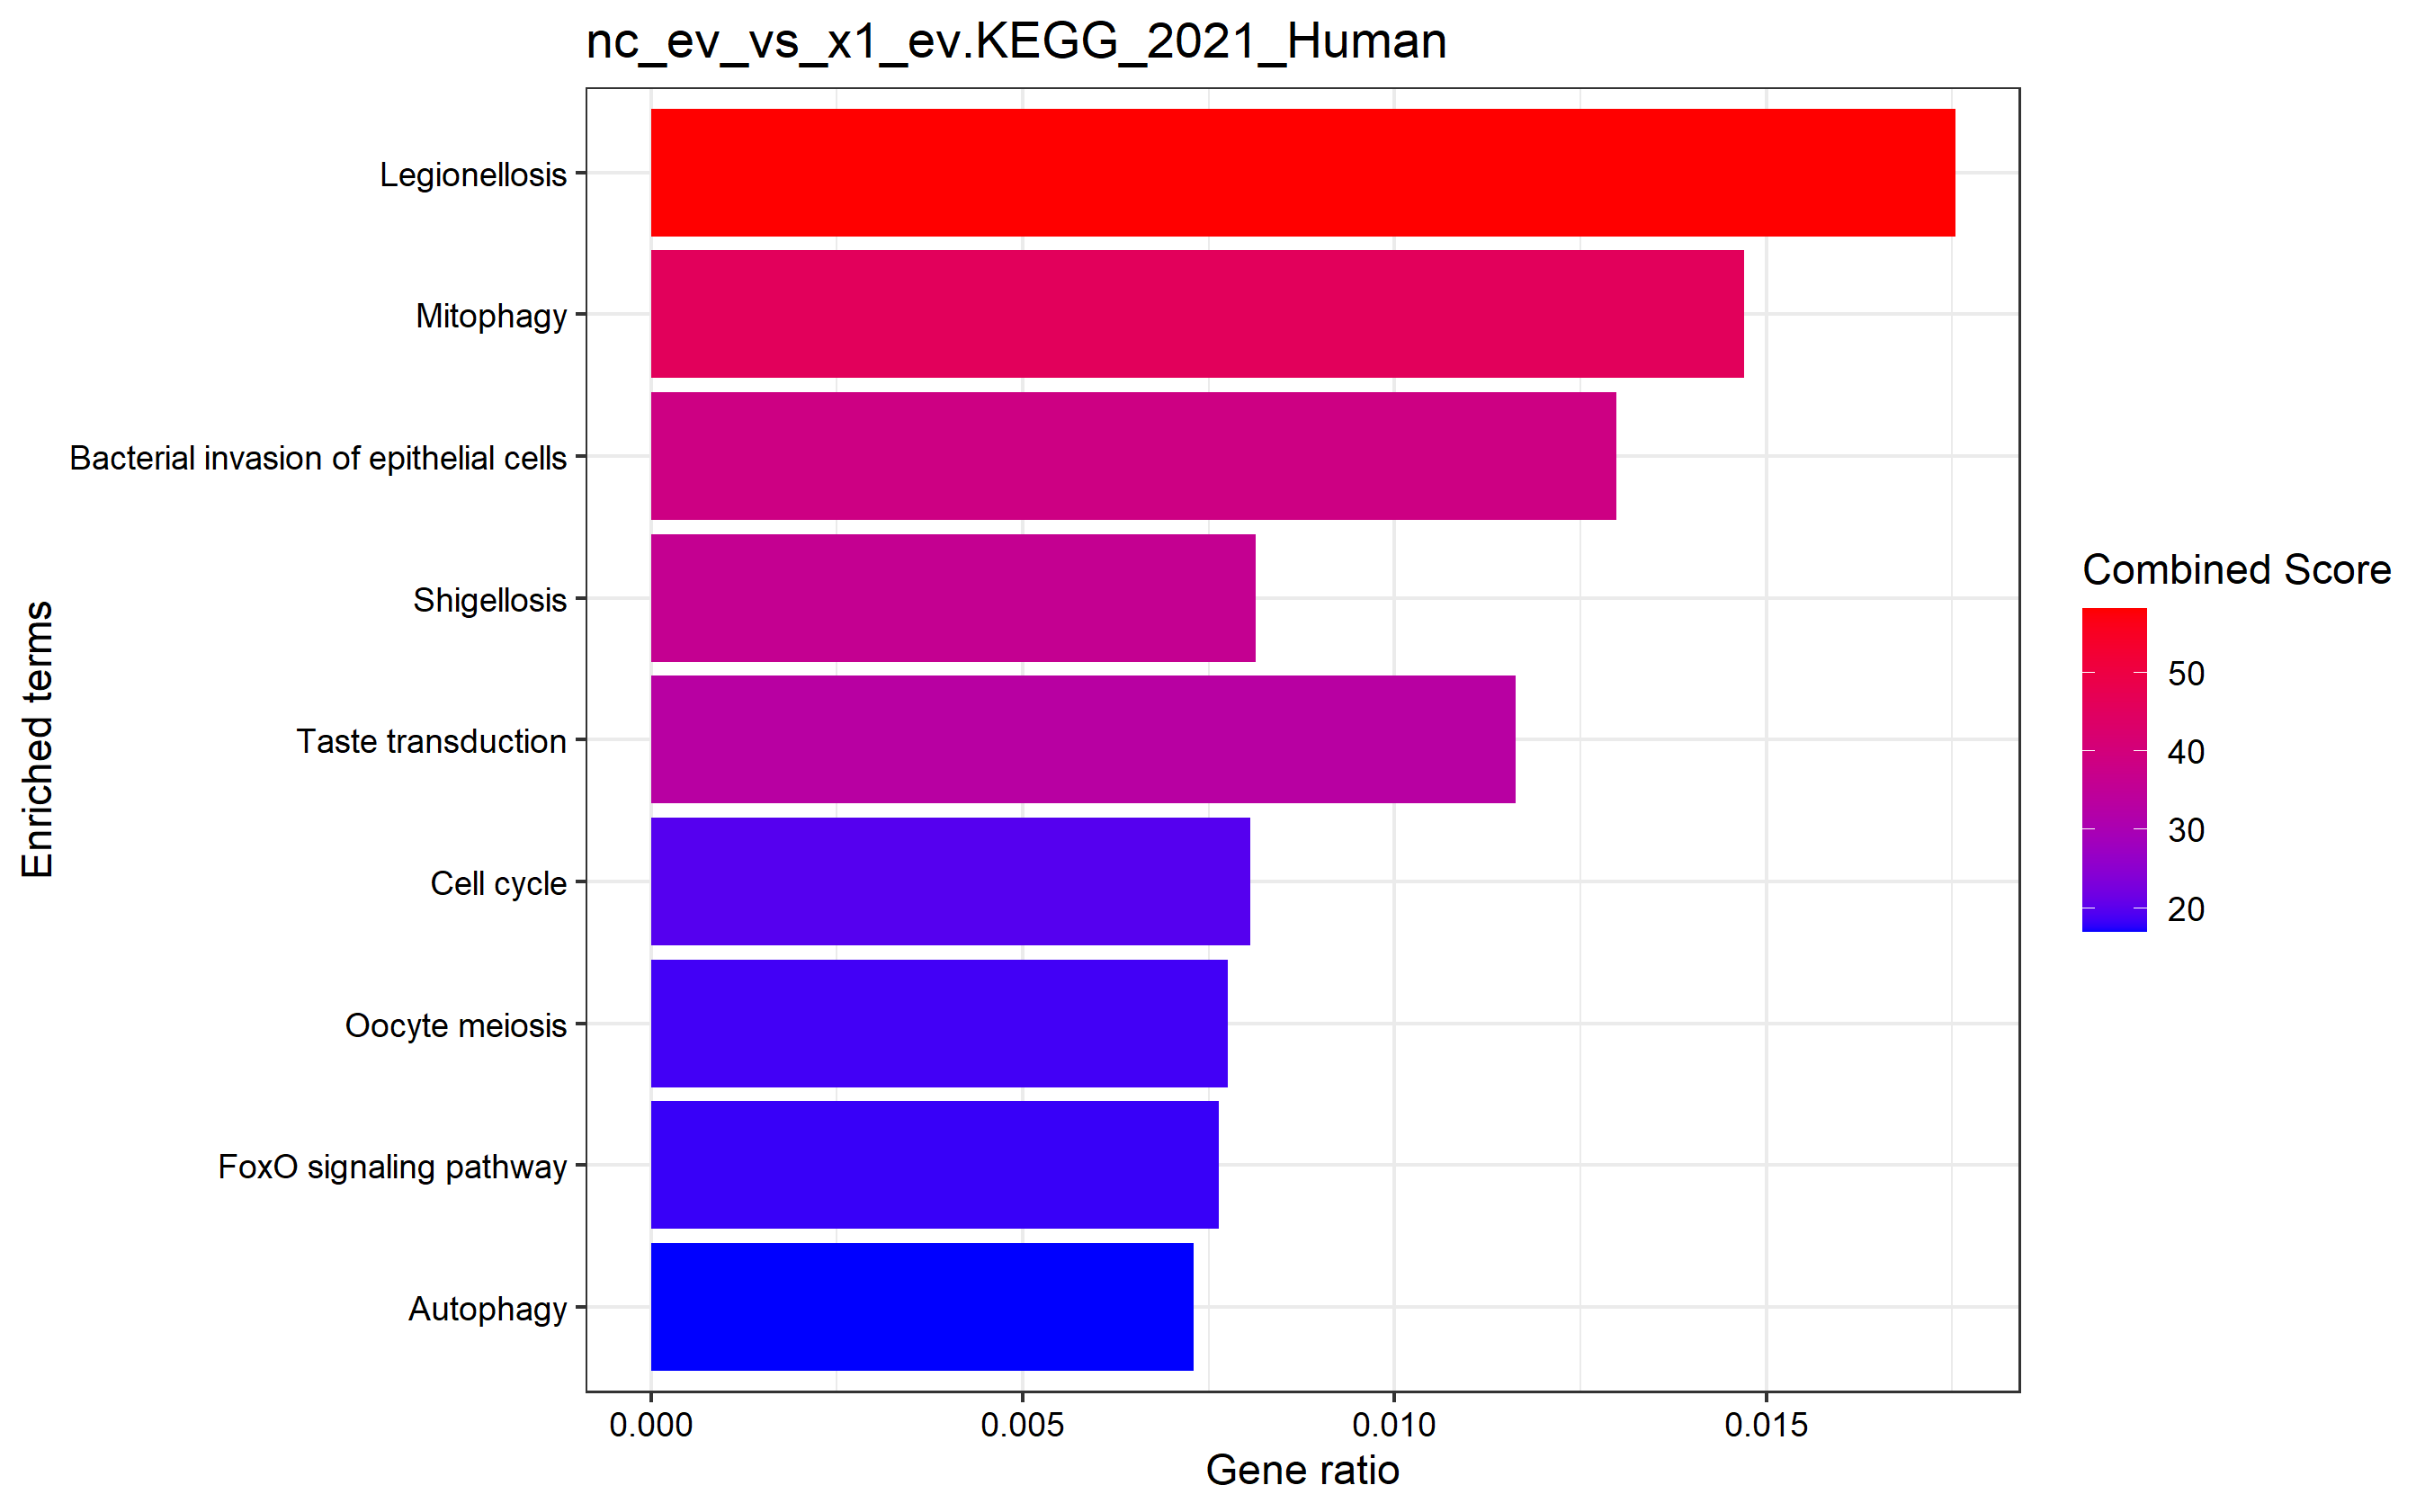 nc_ev_vs_x1_ev.KEGG_2021_Human
Enriched terms
Legionellosis
Mitophagy
Bacterial invasion of epithelial cells
Shigellosis
Taste transduction
Cell cycle
Oocyte meiosis
FoxO signaling pathway
Autophagy
0.000 0.005 0.010 0.015
Gene ratio
Combined Score
50
40
30
20